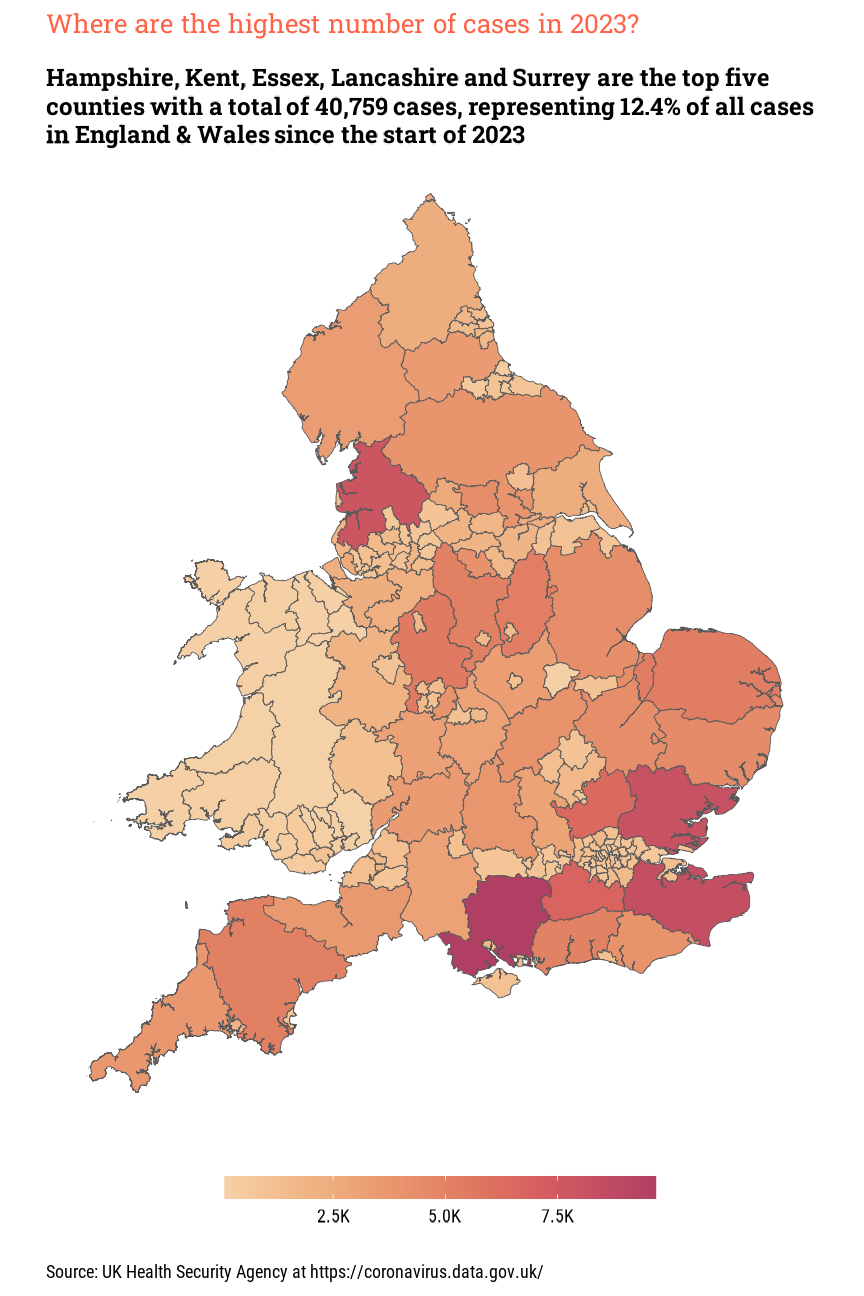 Where are the highest number of cases in 2023?
Hampshire, Kent, Essex, Lancashire and Surrey are the top five
counties with a total of 40,759 cases, representing 12.4% of all cases
in England & Wales since the start of 2023
2.5K 5.0K 7.5K
Source: UK Health Security Agency at https://coronavirus.data.gov.uk/